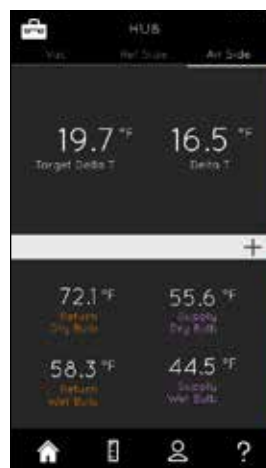 HUB
Vac Ref Side Air Side
19.7 °F 16.5 °F
Target Delta T Delta T
+
72.1 °F 55.6 °F
Return Supply
Dry Bulb Dry Bulb
58.3 °F 44.5 °F
Return Supply
Wet Bulb Wet Bulb
?